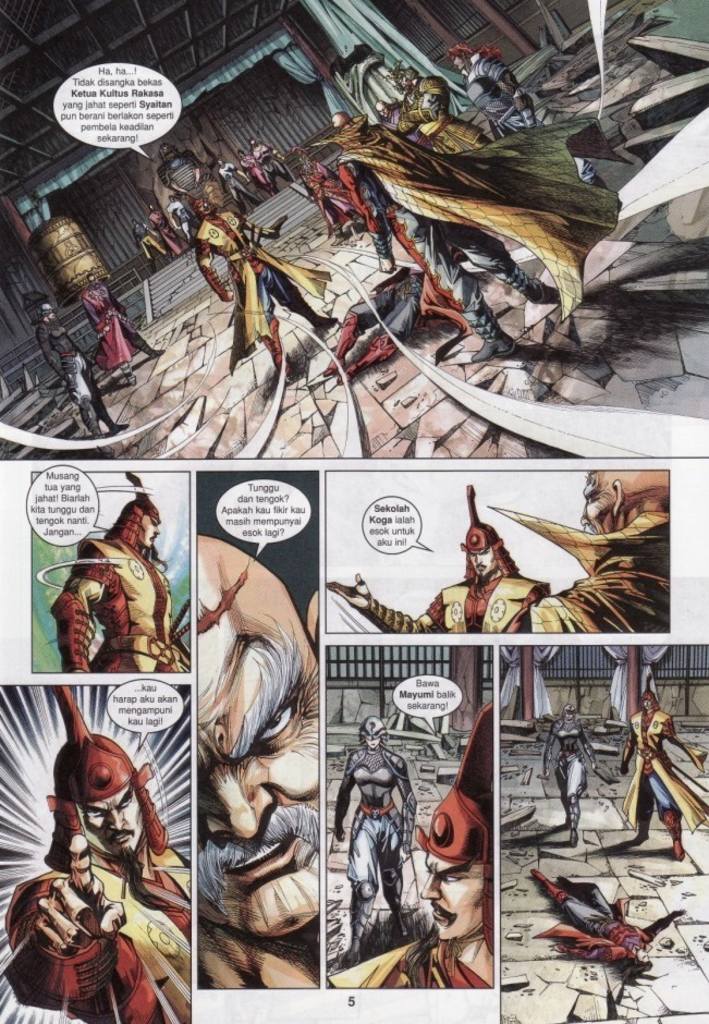 Ha, ha...!
Tidak disangka bekas
Ketua Kultus Rakasa
yang jahat seperti Syaitan
pun berani berlakon seperti
pembela keadilan
sekarang!
Musang
tua yang
jahat! Biarlah
kita tunggu dan
tengok nanti.
Jangan...
...kau
harap aku akan
mengampuni
kau lagi!
Tunggu
dan tengok?
Apakah kau fikir kau
masih mempunyai
esok lagi?
Sekolah
Koga ialah
esok untuk
aku ini!
Bawa
Mayumi balik
sekarang!
5